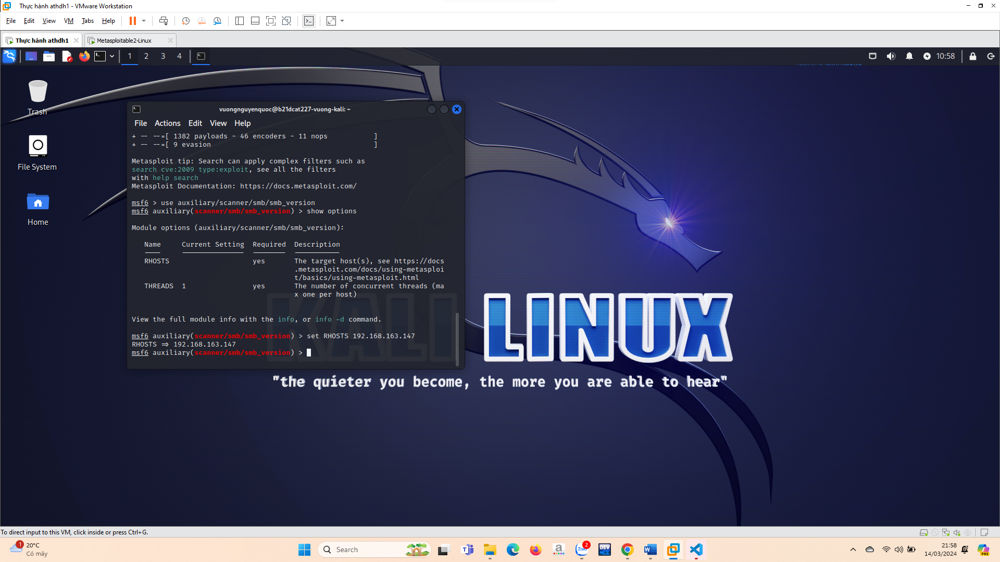 Thực hành athdh1 - VMware Workstation
File Edit View VM Tabs Help
Thực hành athdh1 Metasploitable2-Linux
1 2 3 4 10:58
Trash
File System
Home
vuongnguyenquoc@b21dcat227-vuong-kali: ~
File Actions Edit View Help
+ -- --=[ 1382 payloads - 46 encoders - 11 nops ]
+ -- --=[ 9 evasion ]
Metasploit tip: Search can apply complex filters such as
search cve:2009 type:exploit, see all the filters
with help search
Metasploit Documentation: https://docs.metasploit.com/
msf6 > use auxiliary/scanner/smb/smb_version
msf6 auxiliary(scanner/smb/smb_version) > show options
Module options (auxiliary/scanner/smb/smb_version):
Name Current Setting Required Description
RHOSTS yes The target host(s), see https://docs
.metasploit.com/docs/using-metasploi
t/basics/using-metasploit.html
THREADS 1 yes The number of concurrent threads (ma
x one per host)
View the full module info with the info, or info -d command.
msf6 auxiliary(scanner/smb/smb_version) > set RHOSTS 192.168.163.147
RHOSTS => 192.168.163.147
msf6 auxiliary(scanner/smb/smb_version) >
KALI LINUX
"the quieter you become, the more you are able to hear"
To direct input to this VM, click inside or press Ctrl+G.
1 20°C
Có mây
Search
Zalo 2
DEV
21:58
14/03/2024
PRE